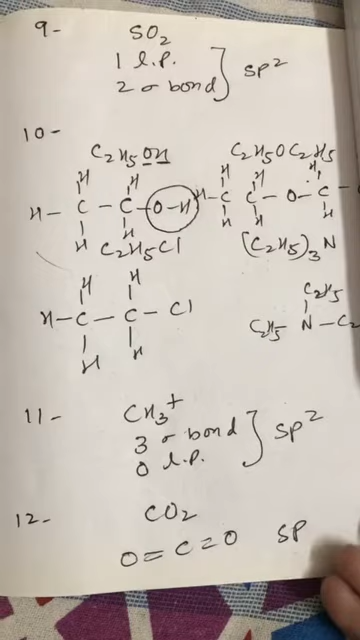 9- SO2
1 l.p.
2 σ bond } sp2
10-
C2H5OH C2H5OC2H5
H H H H H
H - C - C - O - H H - C - C - O - C -
H H H H H
C2H5Cl (C2H5)3N
H H
H - C - C - Cl
H H
C2H5
C2H5 - N - C2
11- CH3+
3 σ bond
0 l.p. } sp2
12- CO2
O = C = O sp